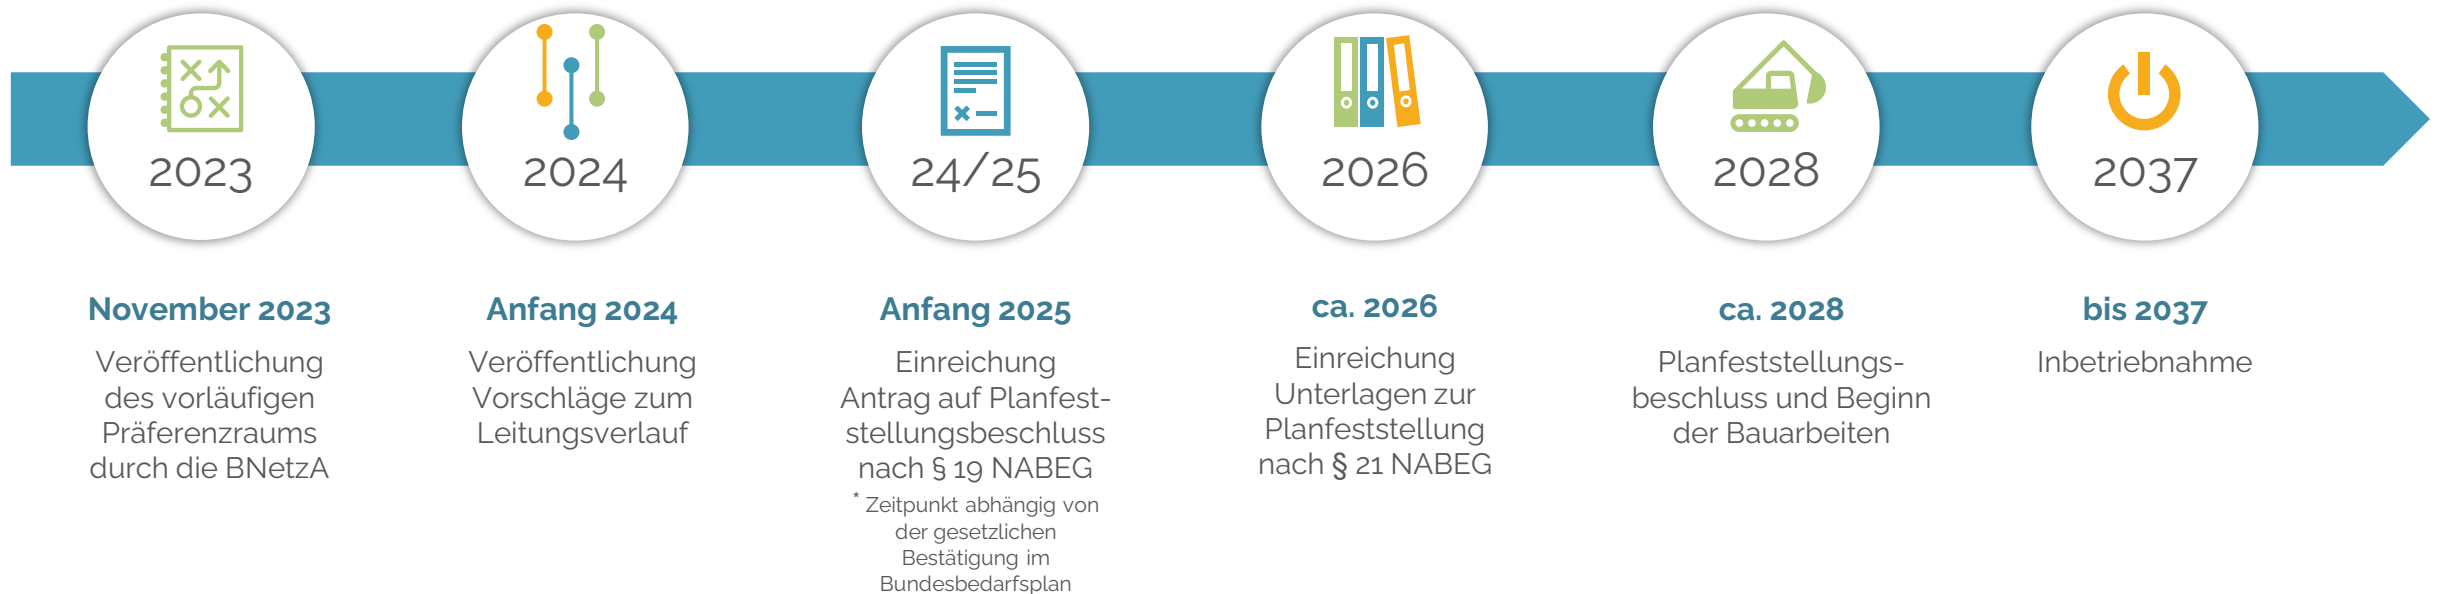 2023
2024
24/25
2026
2028
2037
November 2023
Veröffentlichung
des vorläufigen
Präferenzraums
durch die BNetzA
Anfang 2024
Veröffentlichung
Vorschläge zum
Leitungsverlauf
Anfang 2025
Einreichung
Antrag auf Planfest-
stellungsbeschluss
nach § 19 NABEG
* Zeitpunkt abhängig von
der gesetzlichen
Bestätigung im
Bundesbedarfsplan
ca. 2026
Einreichung
Unterlagen zur
Planfeststellung
nach § 21 NABEG
ca. 2028
Planfeststellungs-
beschluss und Beginn
der Bauarbeiten
bis 2037
Inbetriebnahme